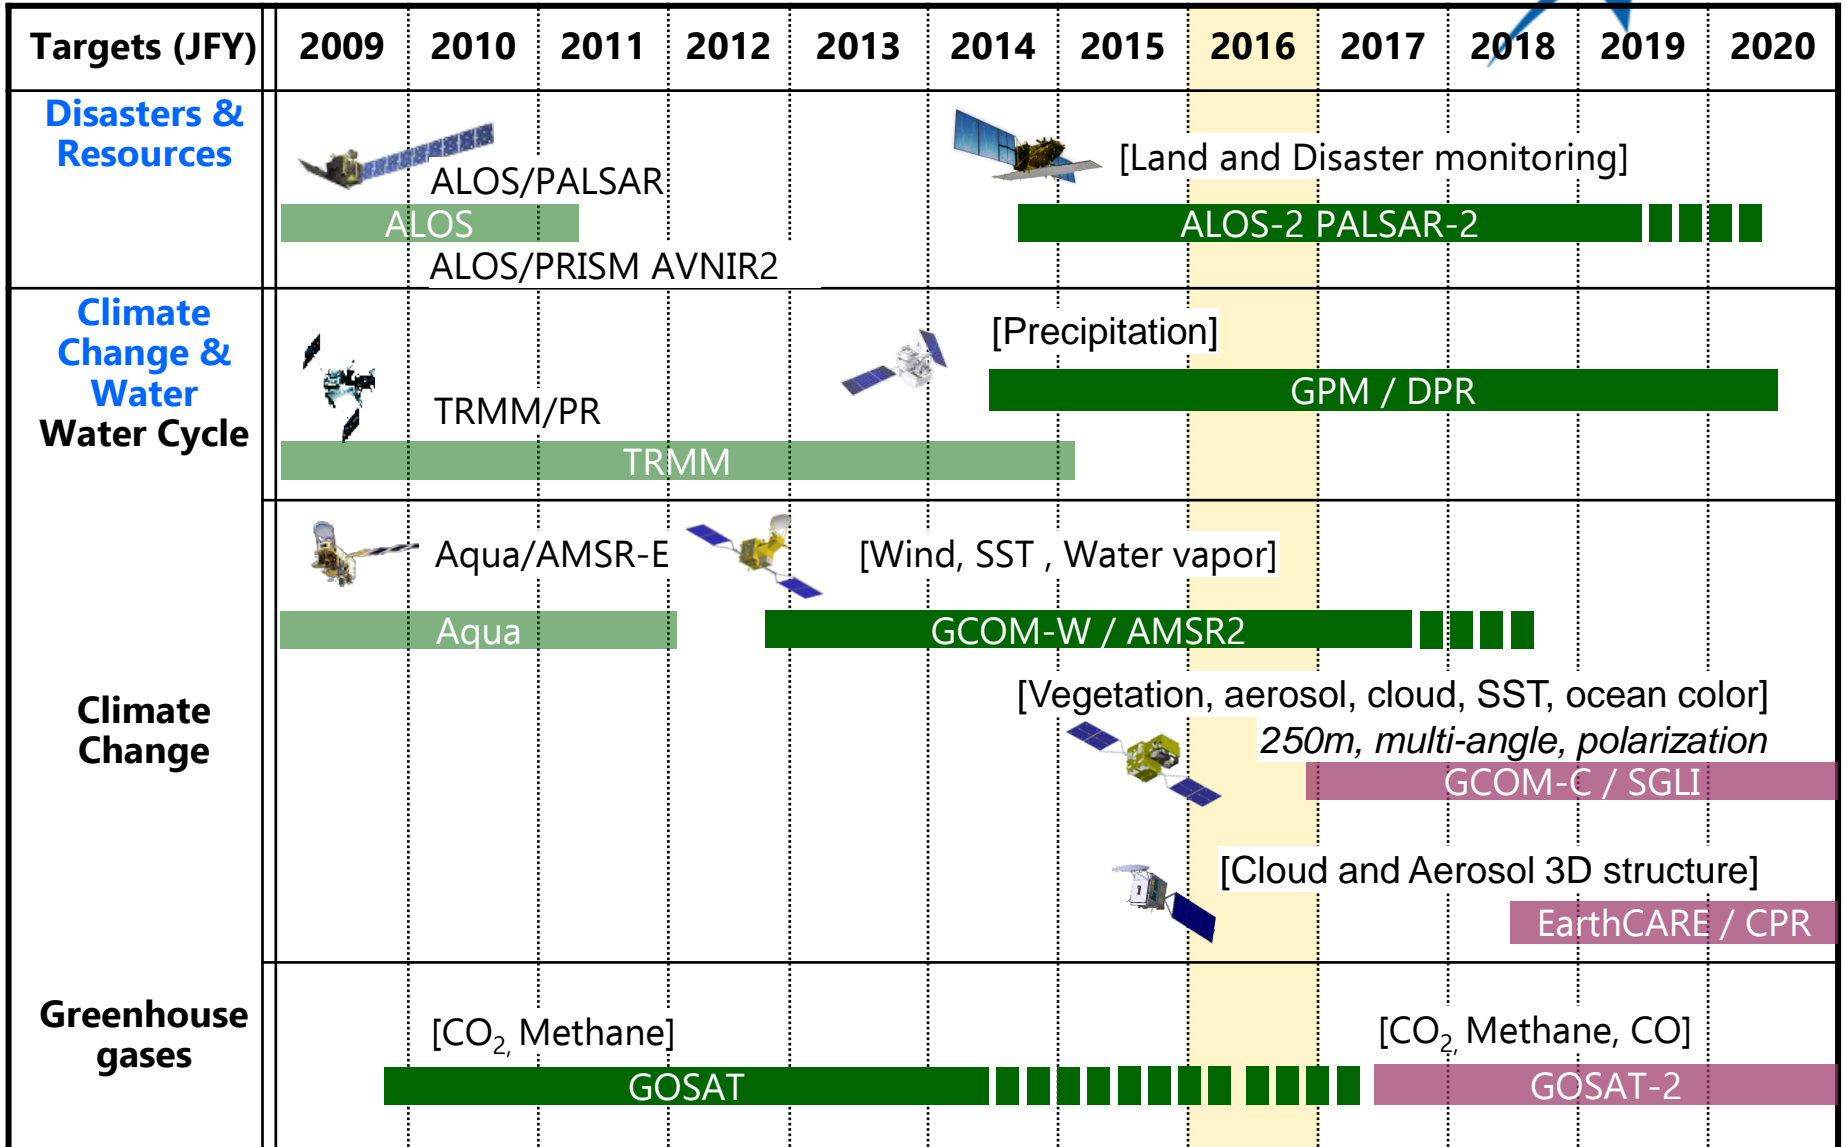 Targets (JFY) 2009 2010 2011 2012 2013 2014 2015 2016 2017 2018 2019 2020
Disasters &
Resources
[Land and Disaster monitoring]
ALOS/PALSAR
ALOS
ALOS-2 PALSAR-2
ALOS/PRISM AVNIR2
Climate
Change &
Water
Water Cycle
[Precipitation]
GPM / DPR
TRMM/PR
TRMM
Aqua/AMSR-E
[Wind, SST , Water vapor]
Aqua
GCOM-W / AMSR2
Climate
Change
[Vegetation, aerosol, cloud, SST, ocean color]
250m, multi-angle, polarization
GCOM-C / SGLI
[Cloud and Aerosol 3D structure]
EarthCARE / CPR
Greenhouse
gases
[CO2, Methane]
[CO2, Methane, CO]
GOSAT
GOSAT-2